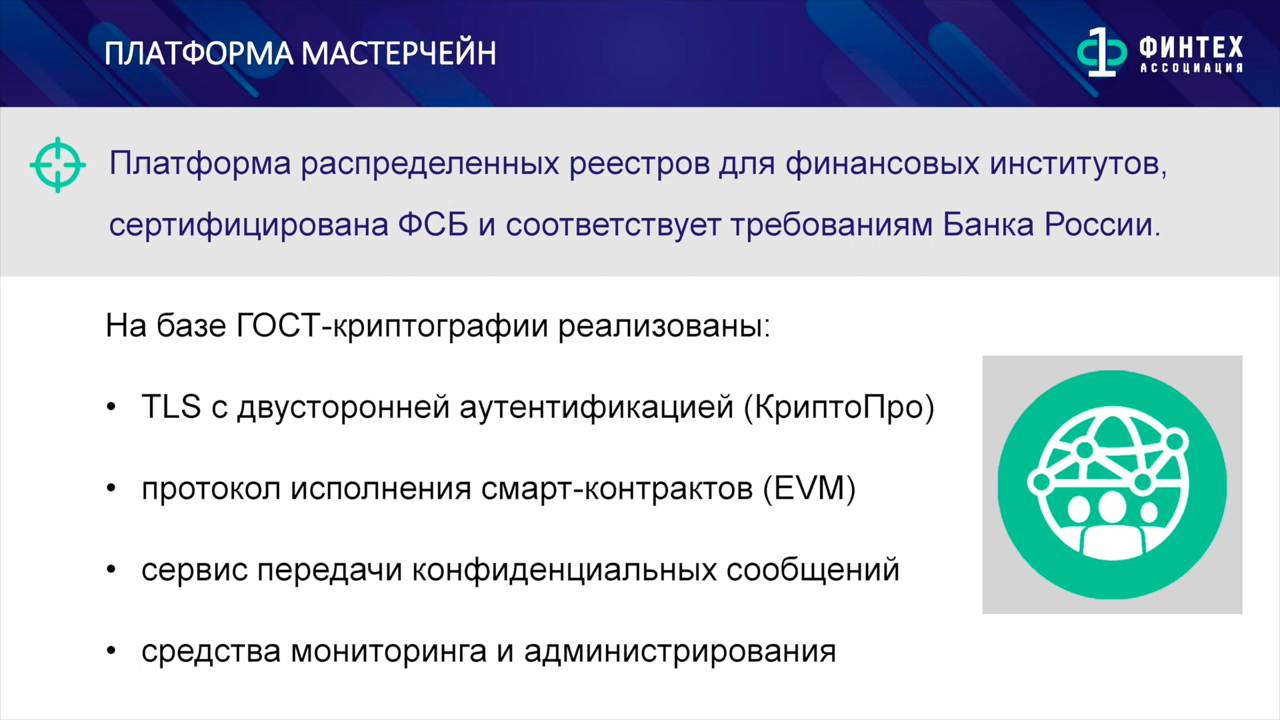 ПЛАТФОРМА МАСТЕРЧЕЙН
ФИНТЕХ
АССОЦИАЦИЯ
Платформа распределенных реестров для финансовых институтов,
сертифицирована ФСБ и соответствует требованиям Банка России.
На базе ГОСТ-криптографии реализованы:
• TLS с двусторонней аутентификацией (КриптоПро)
• протокол исполнения смарт-контрактов (EVM)
• сервис передачи конфиденциальных сообщений
• средства мониторинга и администрирования